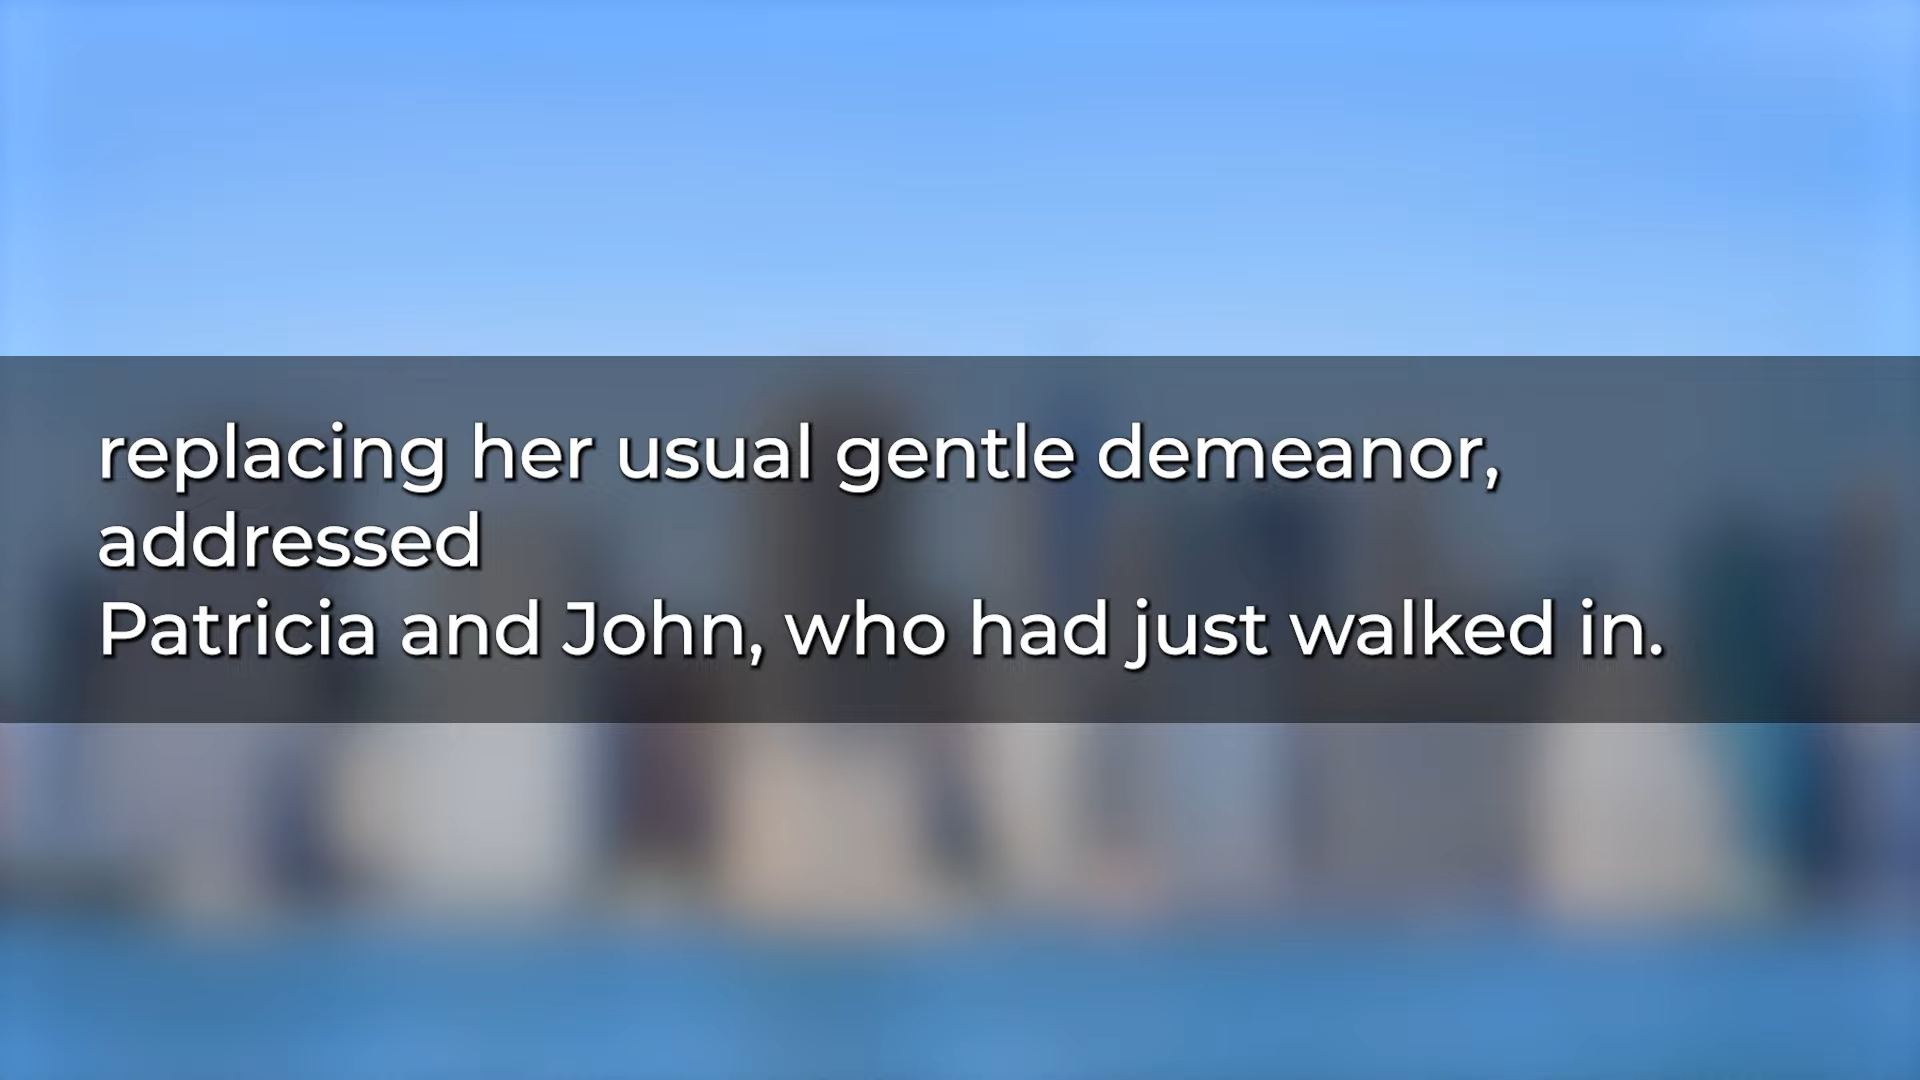 replacing her usual gentle demeanor,
addressed
Patricia and John, who had just walked in.